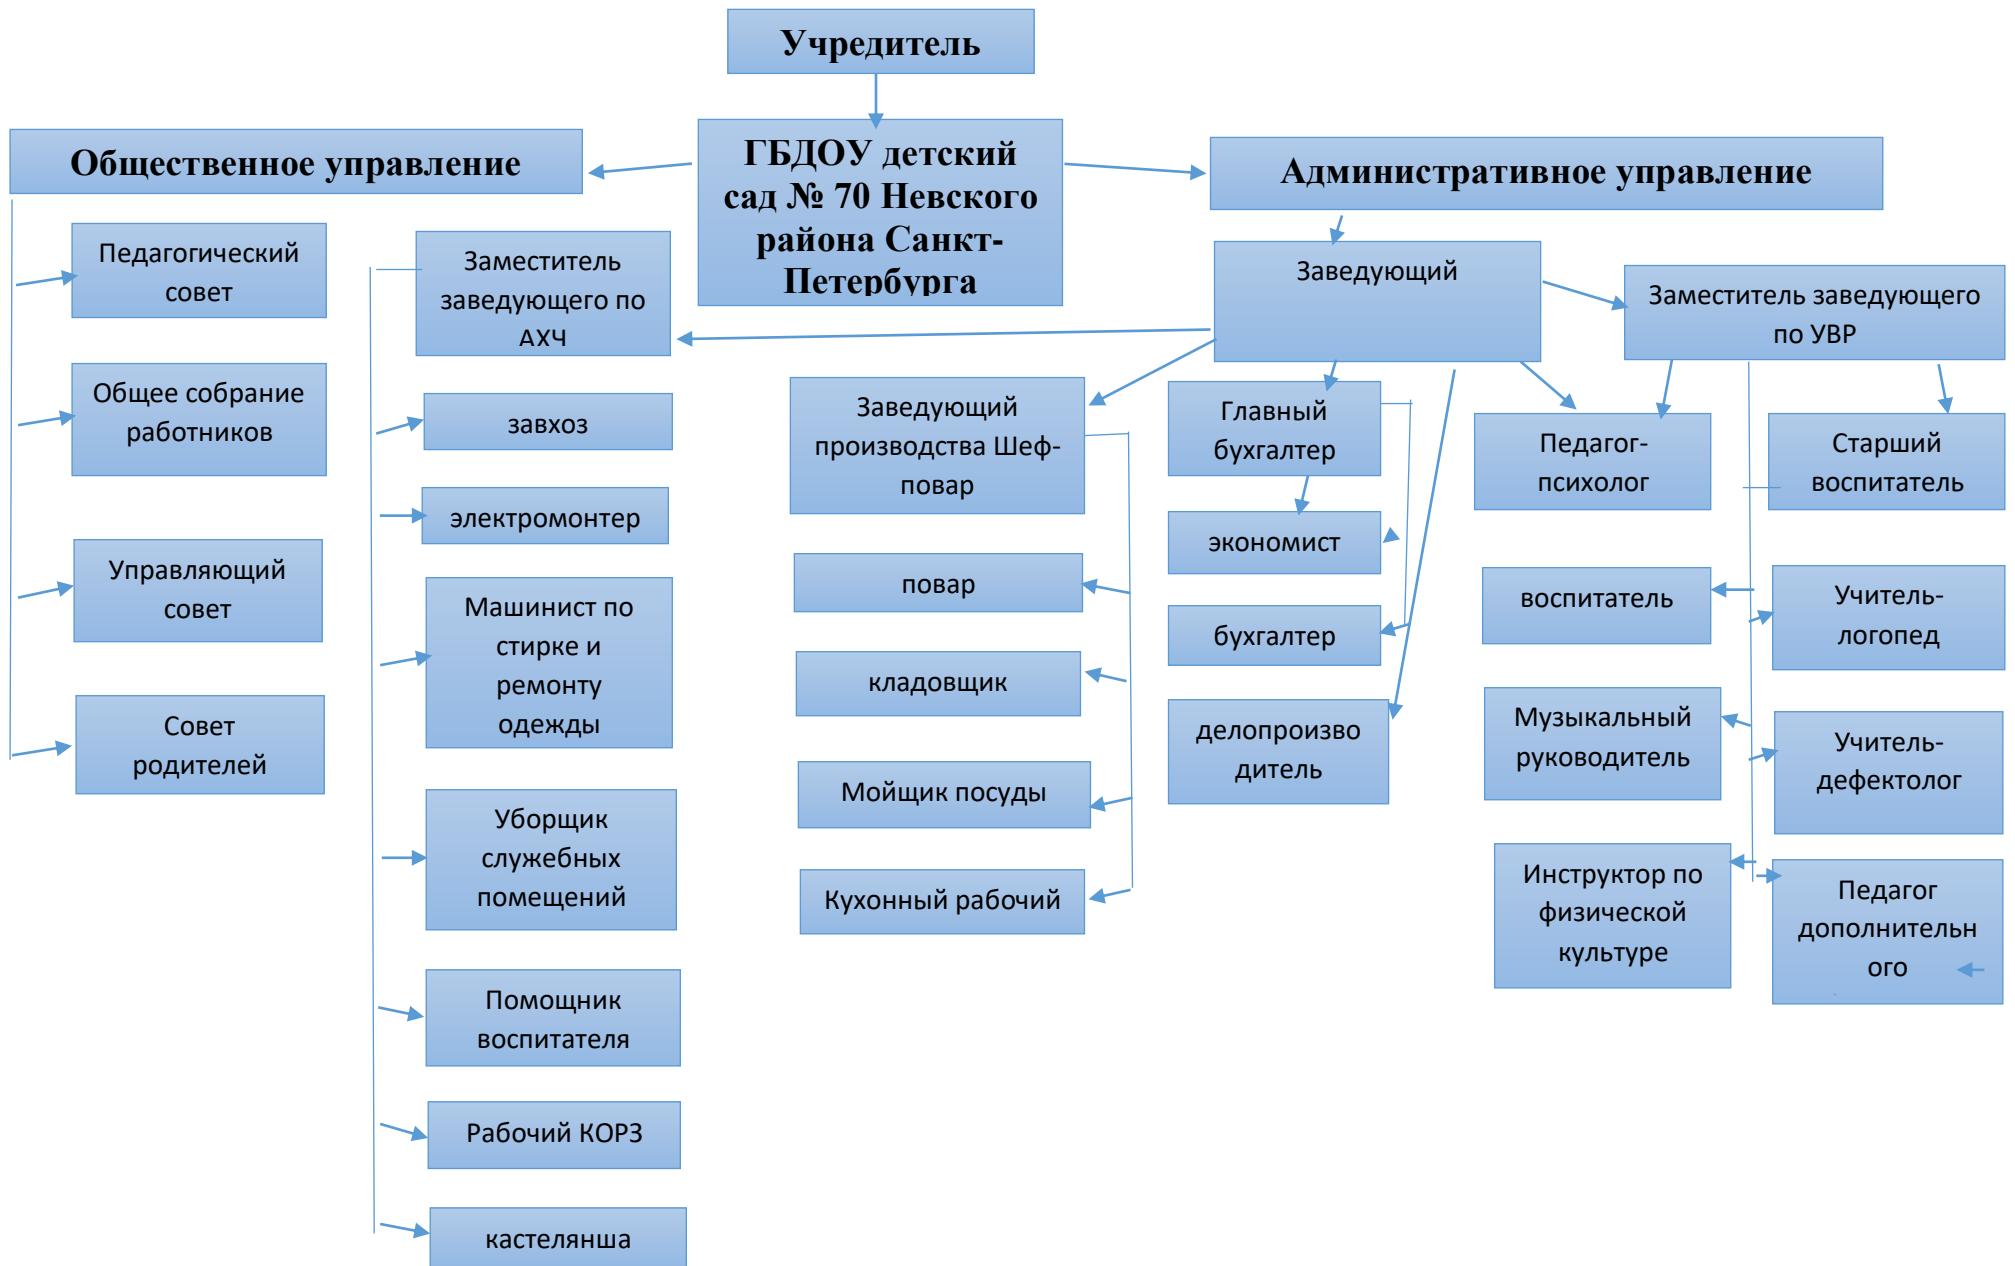 Учредитель
ГБДОУ детский
сад № 70 Невского
района Санкт-
Петербурга
Общественное управление
Административное управление
Педагогический
совет
Общее собрание
работников
Управляющий
совет
Совет
родителей
Заместитель
заведующего по
АХЧ
завхоз
электромонтер
Машинист по
стирке и
ремонту
одежды
Уборщик
служебных
помещений
Помощник
воспитателя
Рабочий КОРЗ
кастелянша
Заведующий
Заведующий
производства Шеф-
повар
повар
кладовщик
Мойщик посуды
Кухонный рабочий
Главный
бухгалтер
экономист
бухгалтер
делопроизво
дитель
Заместитель заведующего
по УВР
Педагог-
психолог
Старший
воспитатель
воспитатель
Учитель-
логопед
Музыкальный
руководитель
Учитель-
дефектолог
Инструктор по
физической
культуре
Педагог
дополнительн
ого